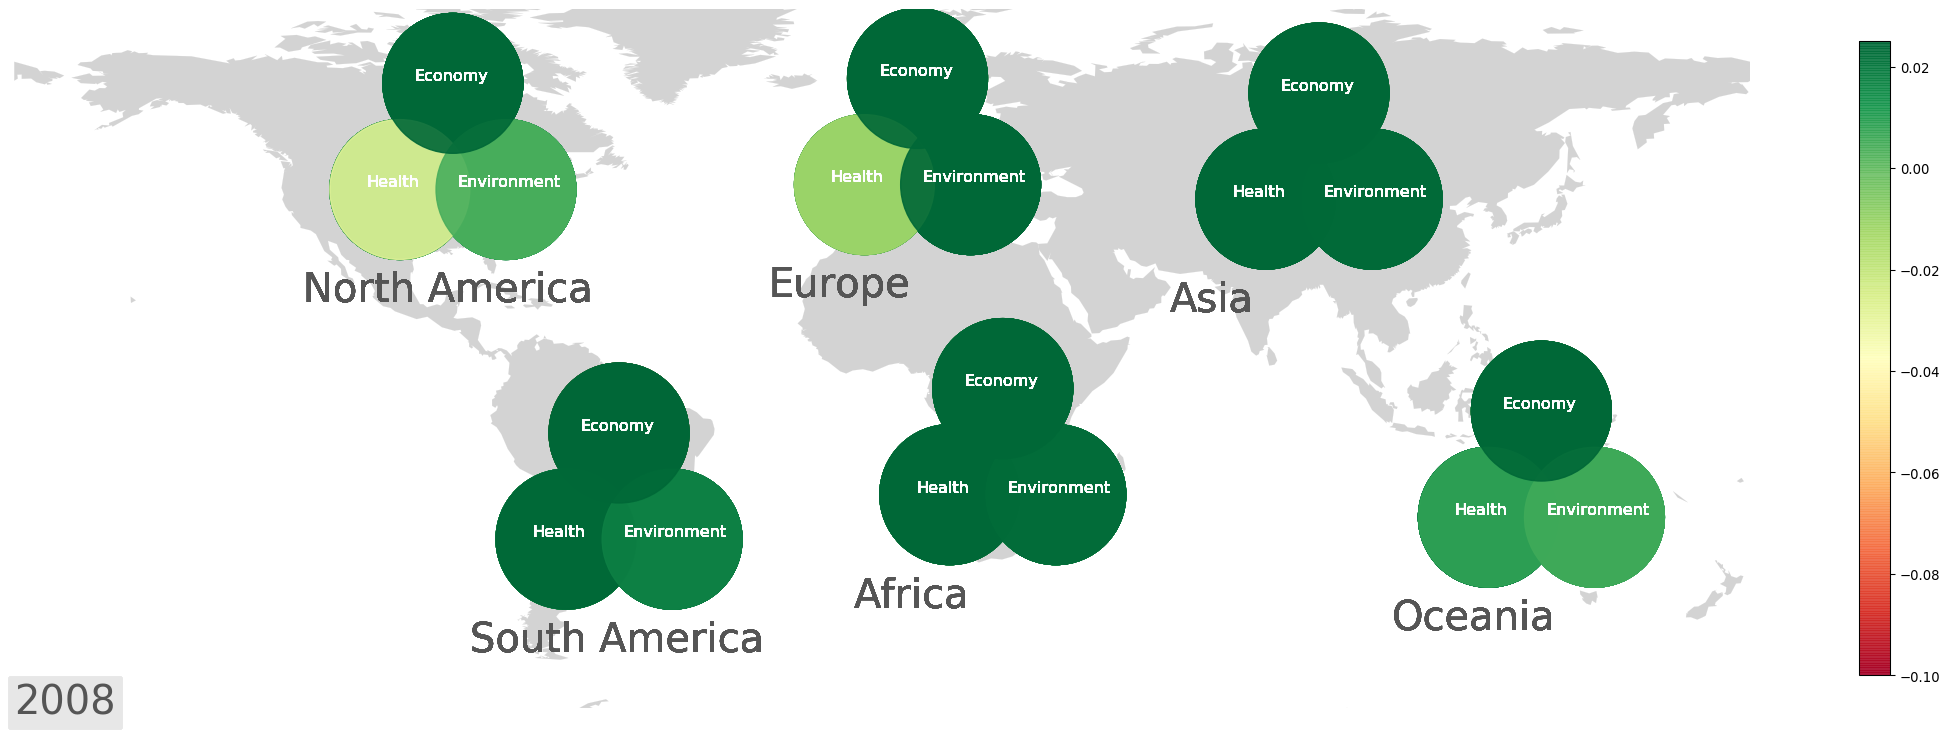 Economy
Health
Environment
North America
Economy
Health
Environment
Europe
Economy
Health
Environment
Asia
Economy
Health
Environment
South America
Economy
Health
Environment
Africa
Economy
Health
Environment
Oceania
2008
0.02
0.00
−0.02
−0.04
−0.06
−0.08
−0.10